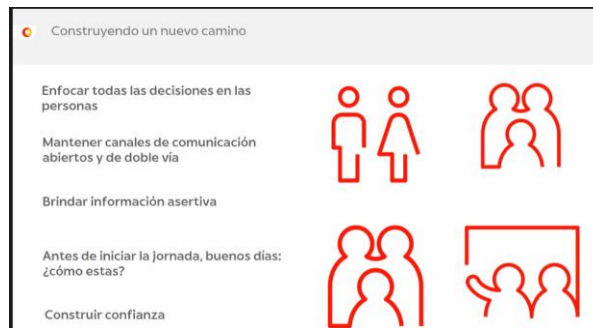 Construyendo un nuevo camino
Enfocar todas las decisiones en las
personas
Mantener canales de comunicación
abiertos y de doble vía
Brindar información asertiva
Antes de iniciar la jornada, buenos días:
¿cómo estas?
Construir confianza